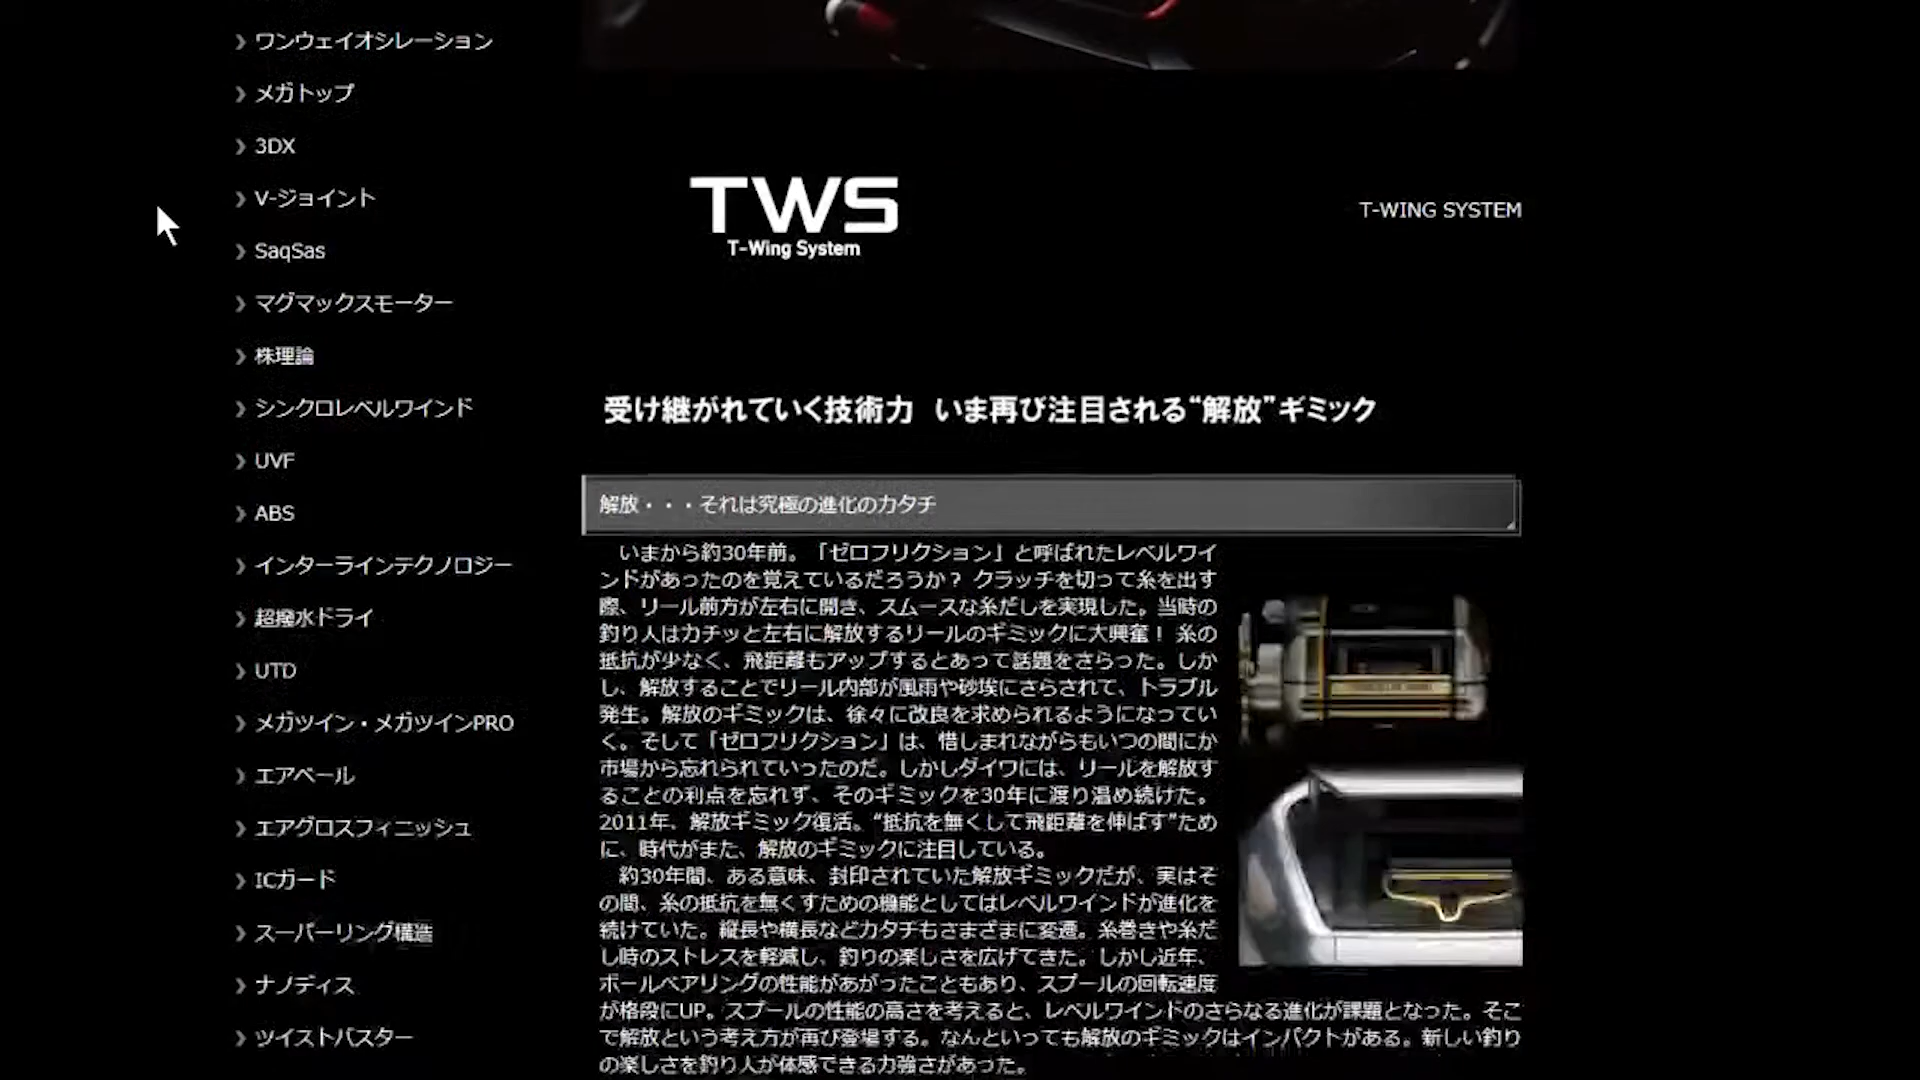 ワンウェイオシレーション
メガトップ
3DX
V-ジョイント
SaqSas
マグマックスモーター
株理論
シンクロレベルワインド
UVF
ABS
インターラインテクノロジー
超撥水ドライ
UTD
メガツイン・メガツインPRO
エアベール
エアグロスフィニッシュ
ICガード
スーパーリング構造
ナノディス
ツイストバスター
TWS
T-Wing System
T-WING SYSTEM
受け継がれていく技術力 いま再び注目される“解放”ギミック
解放・・・それは究極の進化のカタチ
いまから約30年前。「ゼロフリクション」と呼ばれたレベルワイ
ンドがあったのを覚えているだろうか？ クラッチを切って糸を出す
際、リール前方が左右に開き、スムースな糸だしを実現した。当時の
釣り人はカチッと左右に解放するリールのギミックに大興奮！ 糸の
抵抗が少なく、飛距離もアップするとあって話題をさらった。しか
し、解放することでリール内部が風雨や砂埃にさらされて、トラブル
発生。解放のギミックは、徐々に改良を求められるようになってい
く。そして「ゼロフリクション」は、惜しまれながらもいつの間にか
市場から忘れられていったのだ。しかしダイワには、リールを解放す
ることの利点を忘れず、そのギミックを30年に渡り温め続けた。
2011年、解放ギミック復活。“抵抗を無くして飛距離を伸ばす”ため
に、時代がまた、解放のギミックに注目している。
約30年間、ある意味、封印されていた解放ギミックだが、実はそ
の間、糸の抵抗を無くすための機能としてはレベルワインドが進化を
続けていた。縦長や横長などカタチもさまざまに変遷。糸巻きや糸だ
し時のストレスを軽減し、釣りの楽しさを広げてきた。しかし近年、
ボールベアリングの性能があがったこともあり、スプールの回転速度
が格段にUP。スプールの性能の高さを考えると、レベルワインドのさらなる進化が課題となった。そこ
で解放という考え方が再び登場する。なんといっても解放のギミックはインパクトがある。新しい釣り
の楽しさを釣り人が体感できる力強さがあった。